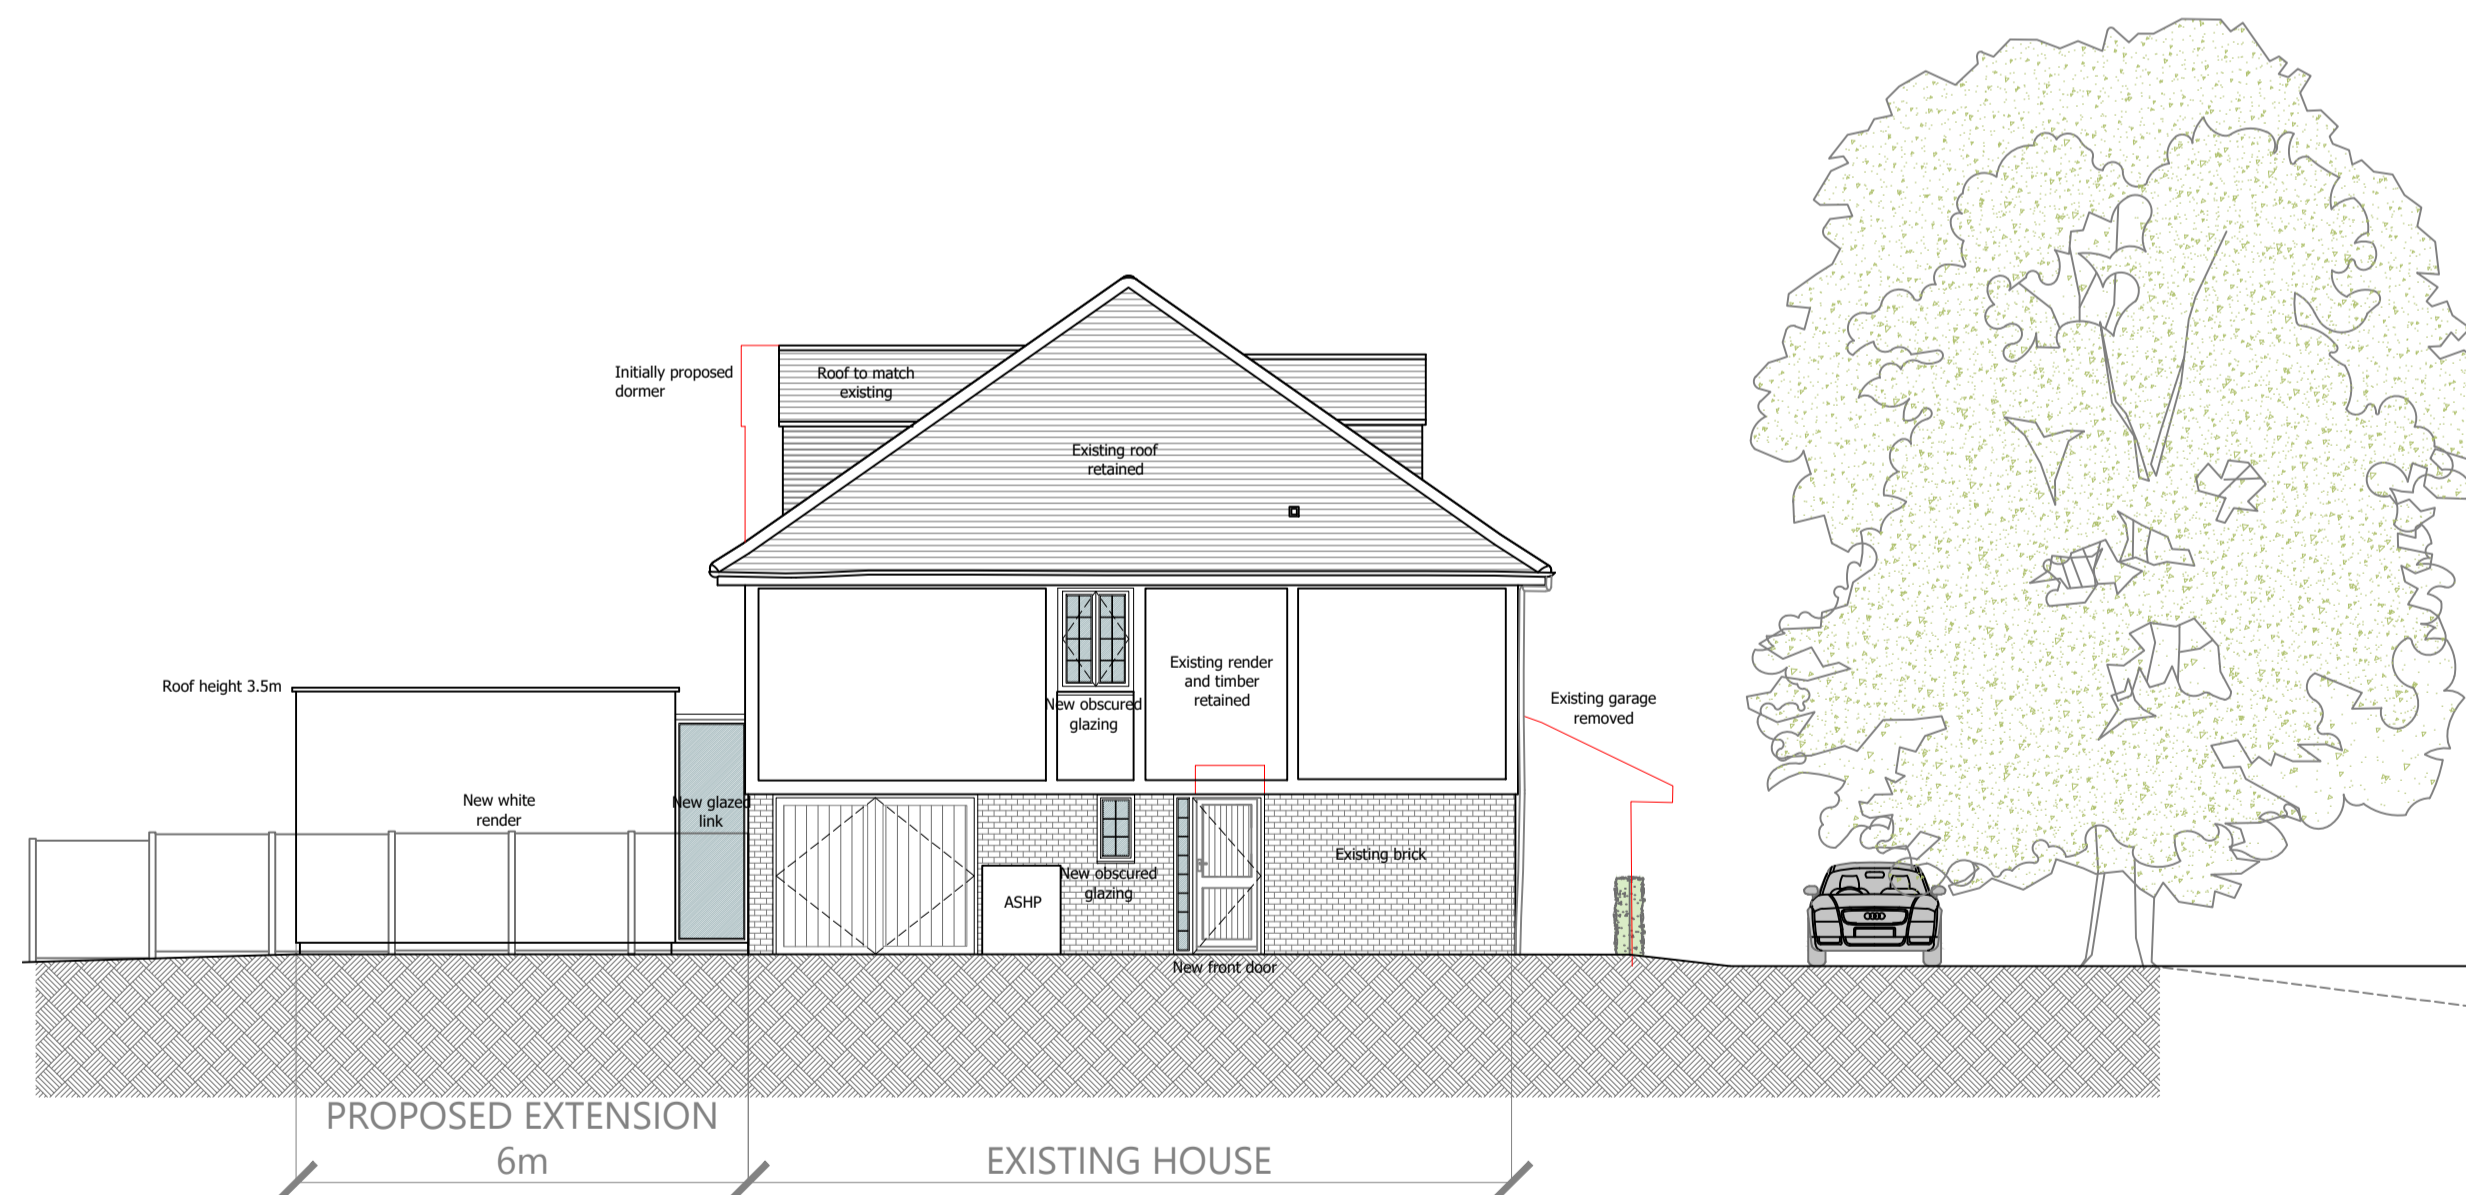 Initially proposed
dormer
Roof to match
existing
Existing roof
retained
Roof height 3.5m
New white
render
New glazed
link
New obscured
glazing
Existing render
and timber
retained
Existing garage
removed
ASHP
New obscured
glazing
Existing brick
New front door
PROPOSED EXTENSION
6m
EXISTING HOUSE